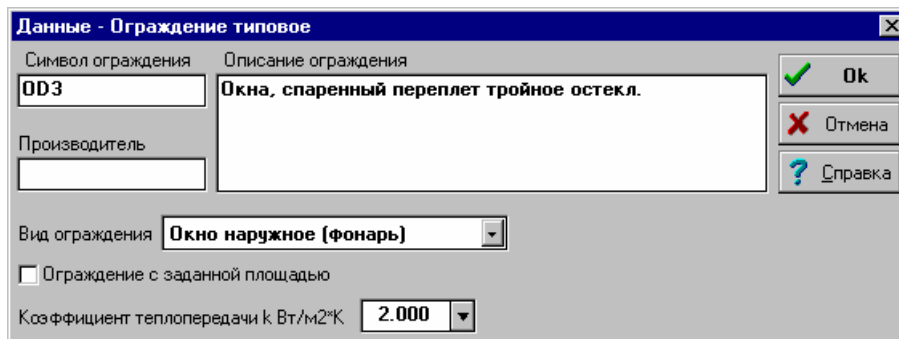 Данные - Ограждение типовое
Символ ограждения Описание ограждения
OD3 Окна, спаренный переплет тройное остекл.
Ok
Отмена
Производитель
Справка
Вид ограждения Окно наружное (фонарь)
Ограждение с заданной площадью
Коэффициент теплопередачи k Вт/м2*К 2.000